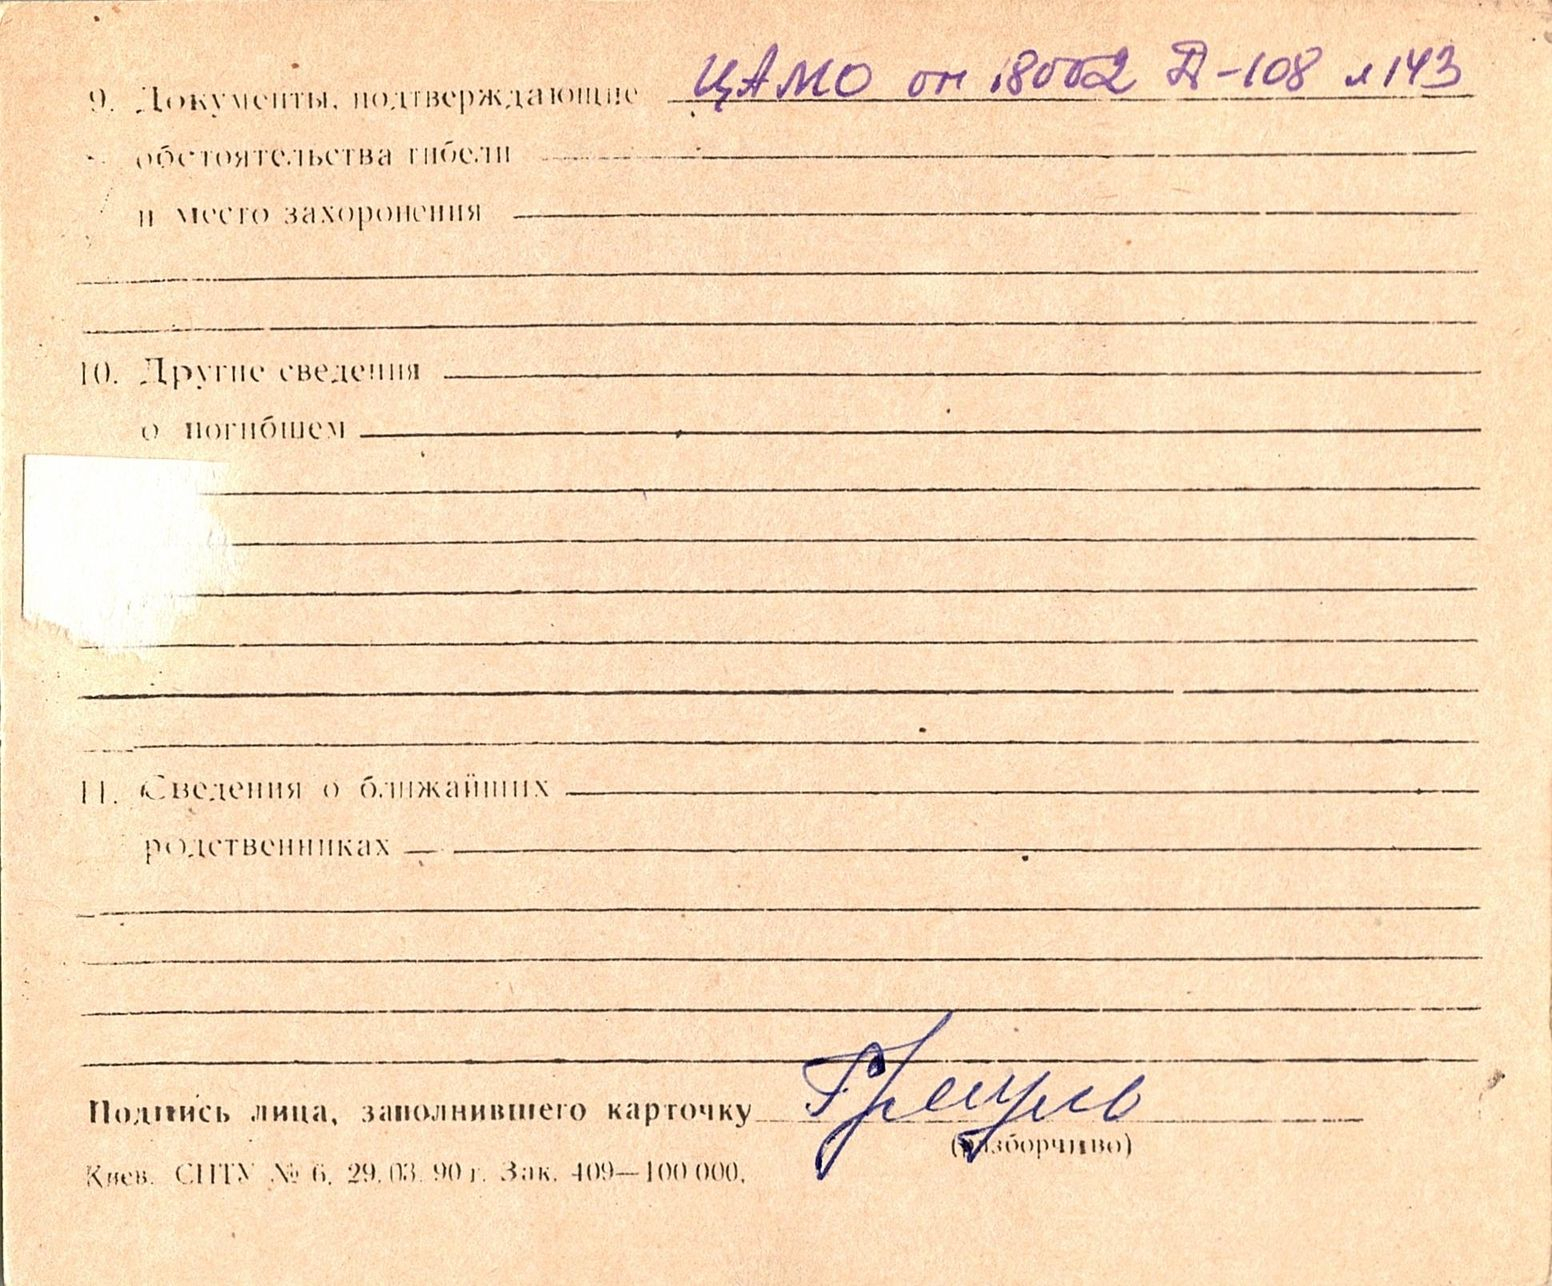 9. Документы, подтверждающие ЦАМО оп 18002 Д-108 л 143
обстоятельства гибели
и место захоронения
10. Другие сведения
о погибшем
11. Сведения о ближайших
родственниках
Подпись лица, заполнившего карточку
(разборчиво)
Киев. СПТУ № 6. 29.03.90 г. Зак. 409—100 000.